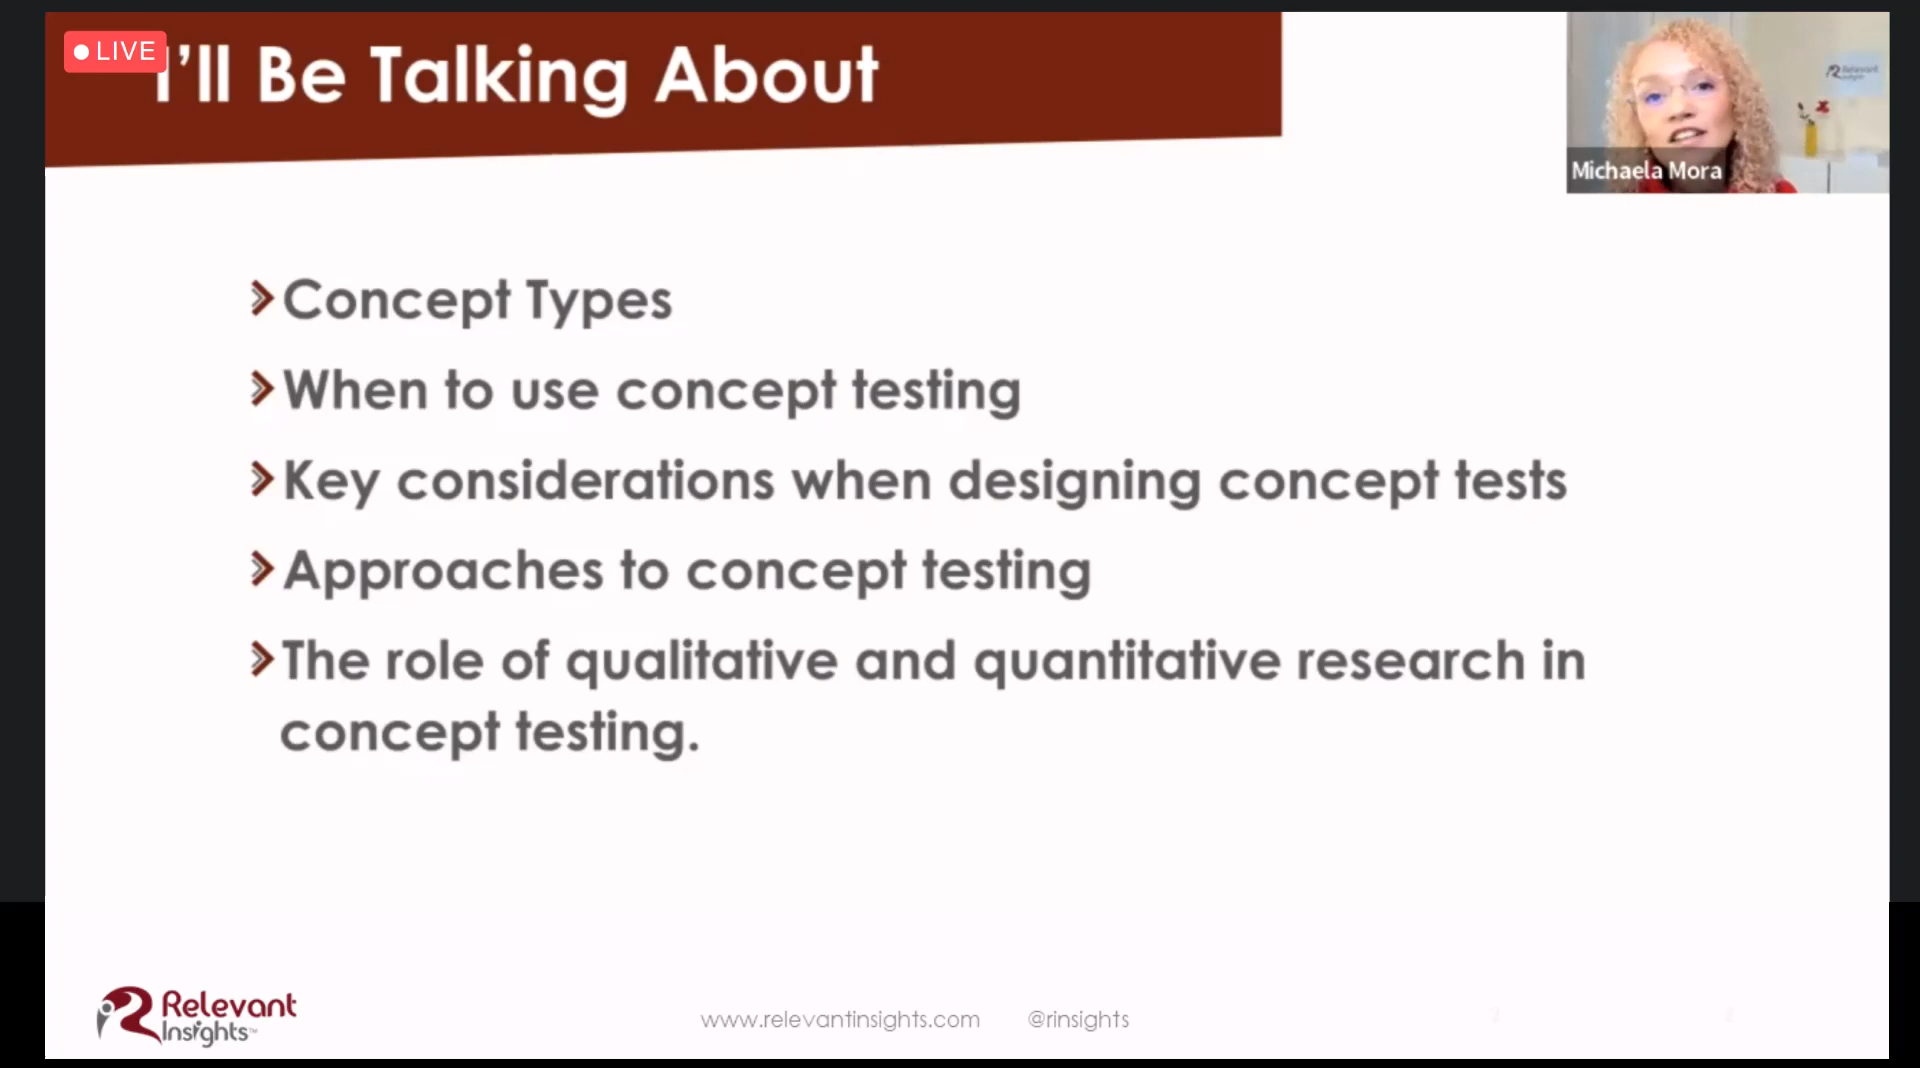 LIVE
I’ll Be Talking About
Relevant
Michaela Mora
Concept Types
When to use concept testing
Key considerations when designing concept tests
Approaches to concept testing
The role of qualitative and quantitative research in
concept testing.
Relevant
Insights™
www.relevantinsights.com @rinsights